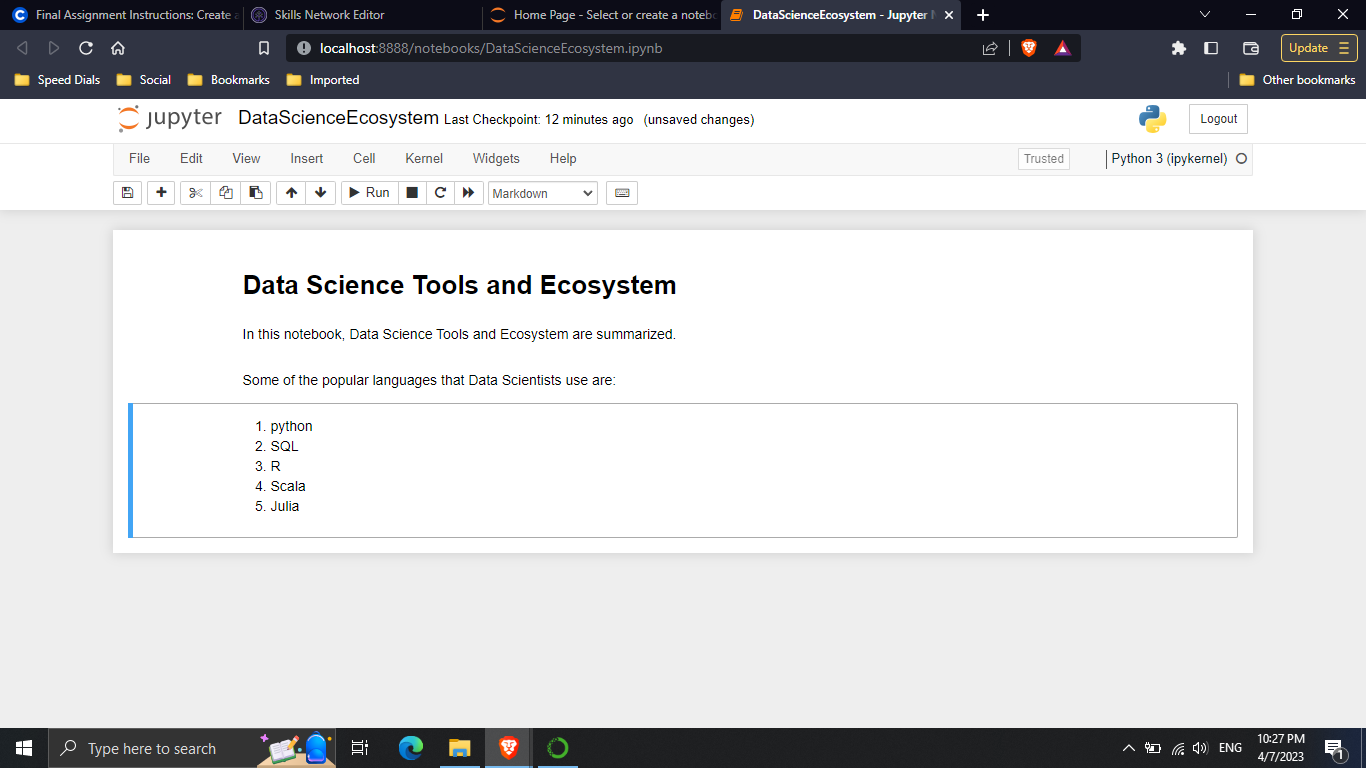 Final Assignment Instructions: Create a
Skills Network Editor
Home Page - Select or create a notebo
DataScienceEcosystem - Jupyter N
localhost:8888/notebooks/DataScienceEcosystem.ipynb
Update
Speed Dials
Social
Bookmarks
Imported
Other bookmarks
jupyter DataScienceEcosystem Last Checkpoint: 12 minutes ago (unsaved changes)
Logout
File Edit View Insert Cell Kernel Widgets Help
Trusted
Python 3 (ipykernel)
Run
Markdown
Data Science Tools and Ecosystem
In this notebook, Data Science Tools and Ecosystem are summarized.
Some of the popular languages that Data Scientists use are:
1. python
2. SQL
3. R
4. Scala
5. Julia
Type here to search
ENG
10:27 PM
4/7/2023
1